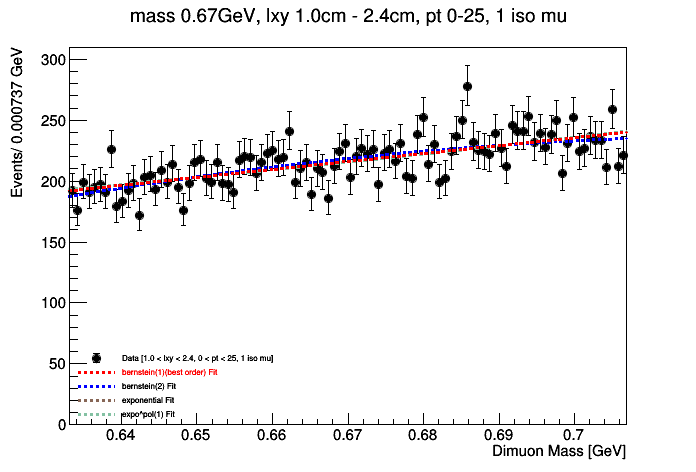 mass 0.67GeV, lxy 1.0cm - 2.4cm, pt 0-25, 1 iso mu
Events/ 0.000737 GeV
300
250
200
150
100
50
0
Data [1.0 < lxy < 2.4, 0 < pt < 25, 1 iso mu]
bernstein(1)(best order) Fit
bernstein(2) Fit
exponential Fit
expo*pol(1) Fit
0.64 0.65 0.66 0.67 0.68 0.69 0.7
Dimuon Mass [GeV]